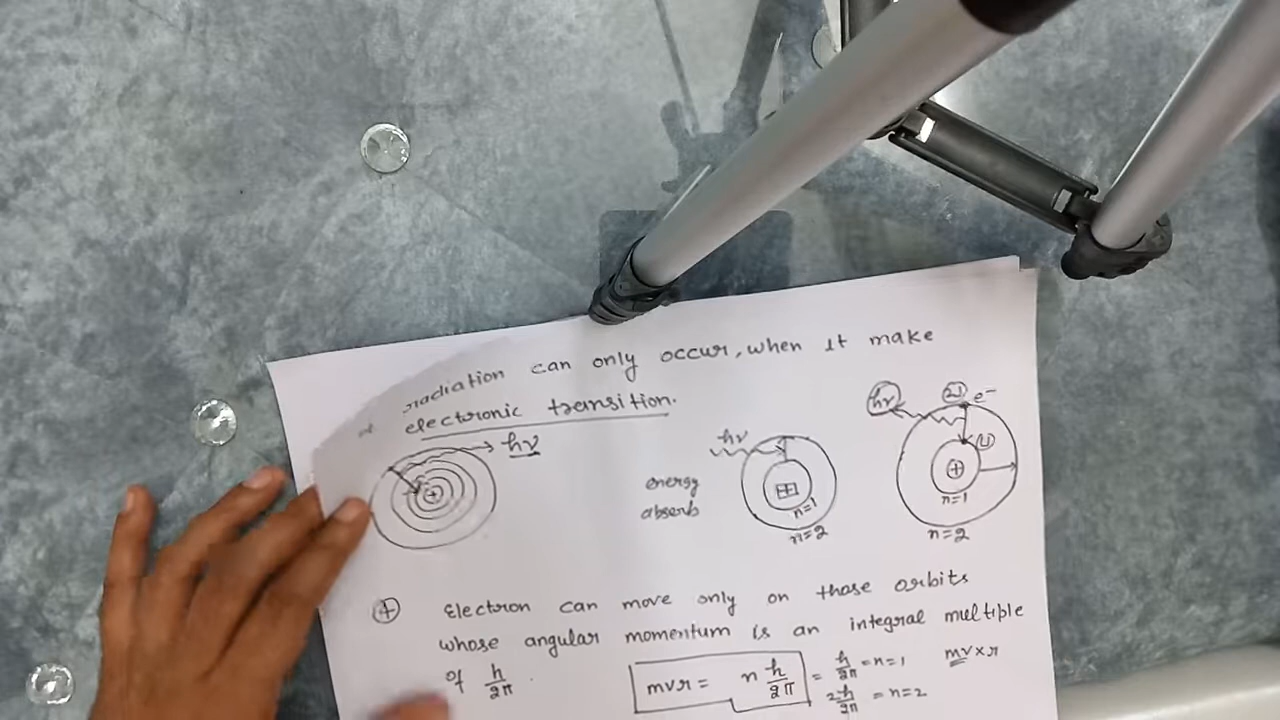 radiation can only occur, when it make
electronic transition.
hν
hν
energy
absorb
n=1
n=2
hν
e⁻
n=1
n=2
⊕ Electron can move only on those orbits
whose angular momentum is an integral multiple
of h/2π
mvr = n h/2π = h/2π = n=1 mv×r
2h/2π = n=2